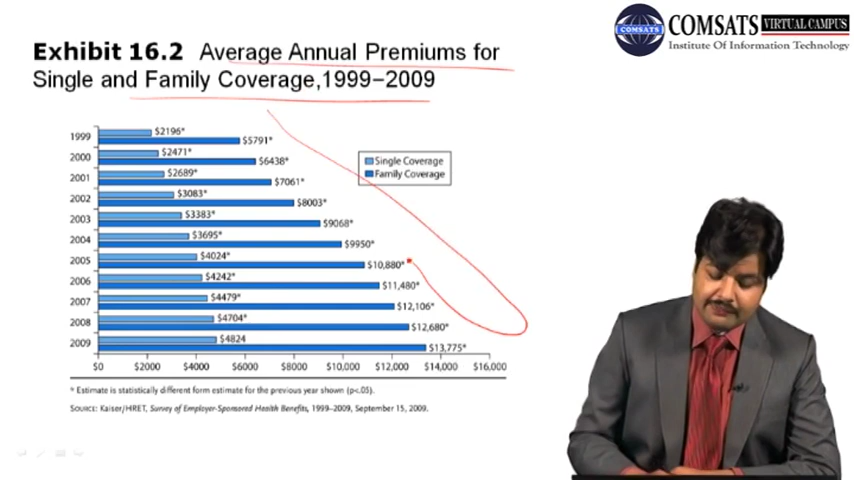 COMSATS VIRTUAL CAMPUS
COMSATS
Institute Of Information Technology
Exhibit 16.2 Average Annual Premiums for
Single and Family Coverage,1999–2009
1999 $2196* $5791*
2000 $2471* $6438*
2001 $2689* $7061*
2002 $3083* $8003*
2003 $3383* $9068*
2004 $3695* $9950*
2005 $4024* $10,880*
2006 $4242* $11,480*
2007 $4479* $12,106*
2008 $4704* $12,680*
2009 $4824 $13,775*
Single Coverage
Family Coverage
$0 $2000 $4000 $6000 $8000 $10,000 $12,000 $14,000 $16,000
* Estimate is statistically different form estimate for the previous year shown (p<.05).
SOURCE: Kaiser/HRET, Survey of Employer-Sponsored Health Benefits, 1999–2009, September 15, 2009.